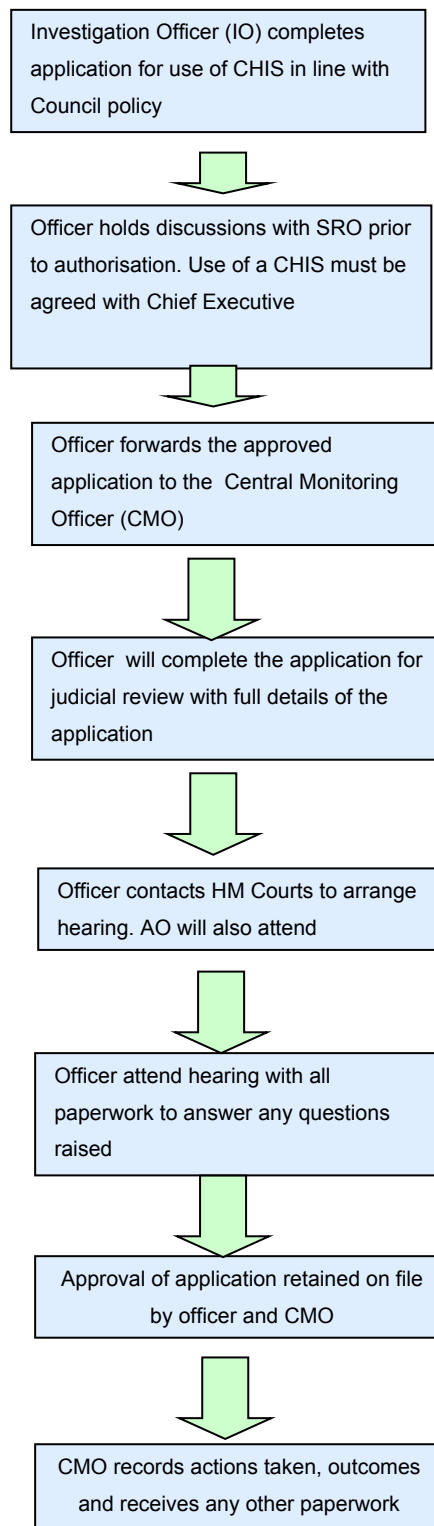 Investigation Officer (IO) completes
application for use of CHIS in line with
Council policy
Officer holds discussions with SRO prior
to authorisation. Use of a CHIS must be
agreed with Chief Executive
Officer forwards the approved
application to the Central Monitoring
Officer (CMO)
Officer will complete the application for
judicial review with full details of the
application
Officer contacts HM Courts to arrange
hearing. AO will also attend
Officer attend hearing with all
paperwork to answer any questions
raised
Approval of application retained on file
by officer and CMO
CMO records actions taken, outcomes
and receives any other paperwork